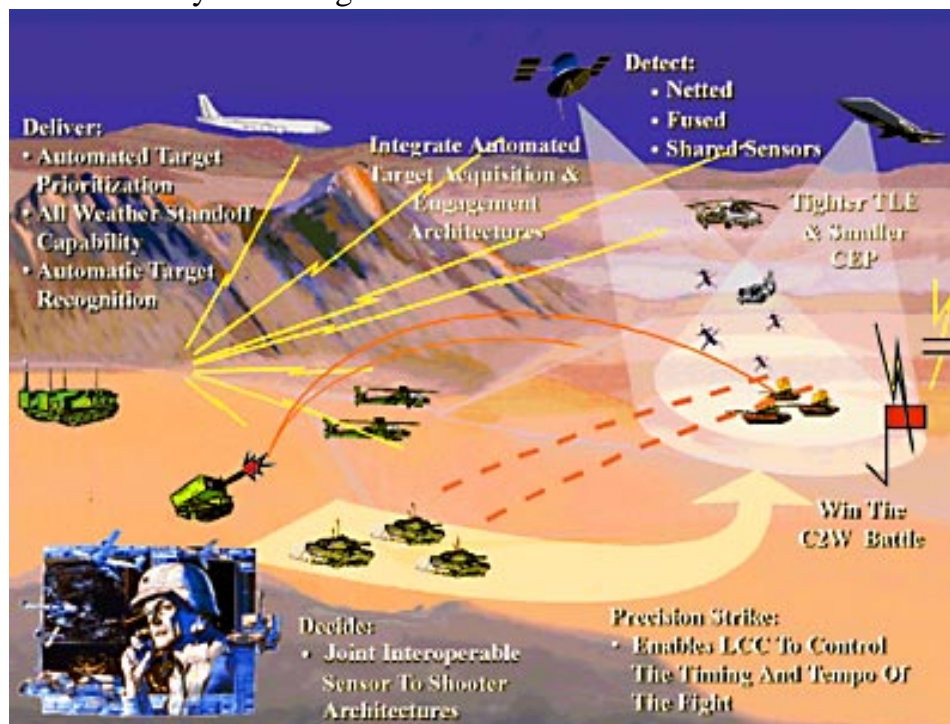 Detect:
• Netted
• Fused
• Shared Sensors
Deliver:
• Automated Target
Prioritization
• All Weather Standoff
Capability
• Automatic Target
Recognition
Integrate Automated
Target Acquisition &
Engagement
Architectures
Tighter TLE
& Smaller
CEP
Win The
C2W Battle
Decide:
• Joint Interoperable
Sensor To Shooter
Architectures
Precision Strike:
• Enables LCC To Control
The Timing And Tempo Of
The Fight